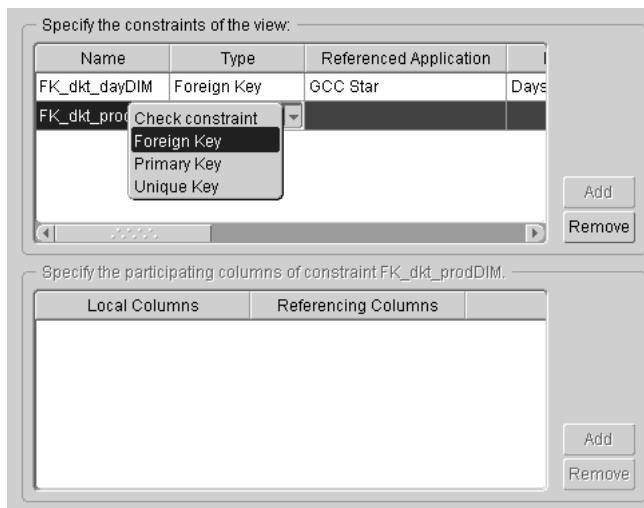 Specify the constraints of the view:
Name Type Referenced Application
FK_dkt_dayDIM Foreign Key GCC Star Days
FK_dkt_prod
Check constraint
Foreign Key
Primary Key
Unique Key
Add
Remove
Specify the participating columns of constraint FK_dkt_prodDIM.
Local Columns Referencing Columns
Add
Remove